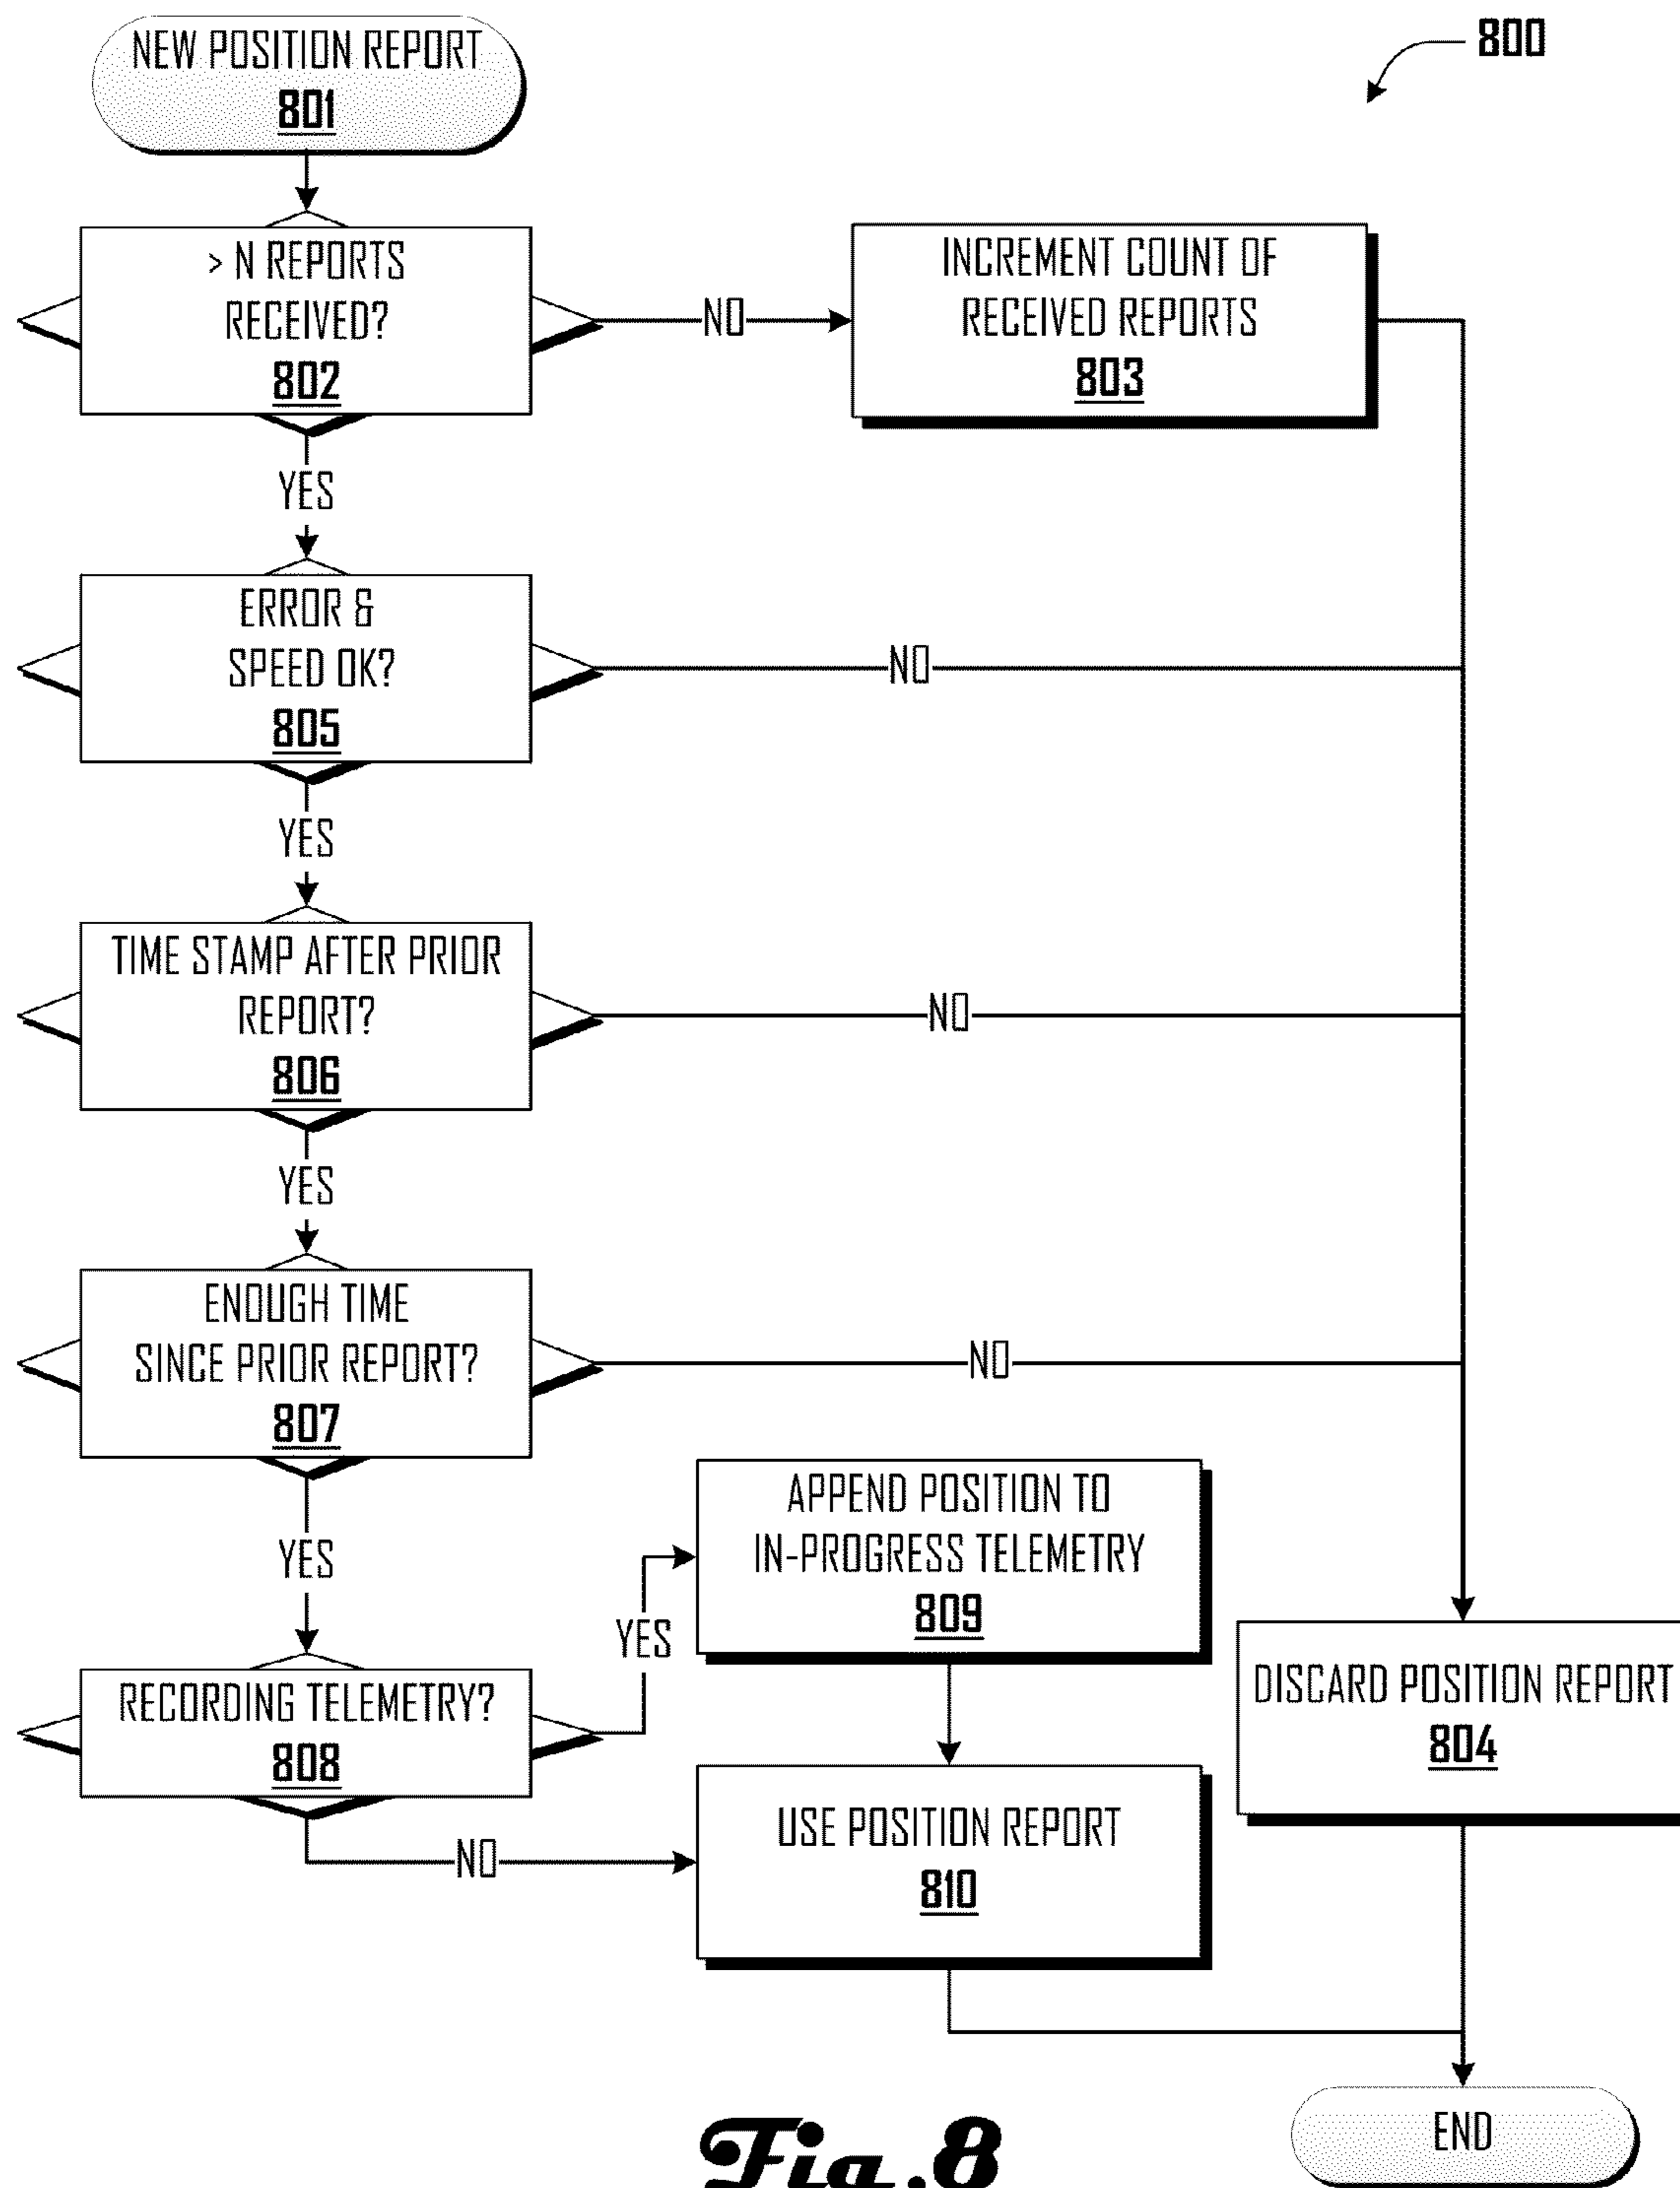 NEW POSITION REPORT
801
800
> N REPORTS
RECEIVED?
802
NO
INCREMENT COUNT OF
RECEIVED REPORTS
803
YES
ERROR &
SPEED OK?
805
NO
YES
TIME STAMP AFTER PRIOR
REPORT?
806
NO
YES
ENOUGH TIME
SINCE PRIOR REPORT?
807
NO
YES
RECORDING TELEMETRY?
808
YES
APPEND POSITION TO
IN-PROGRESS TELEMETRY
809
NO
USE POSITION REPORT
810
DISCARD POSITION REPORT
804
END
Fig.8